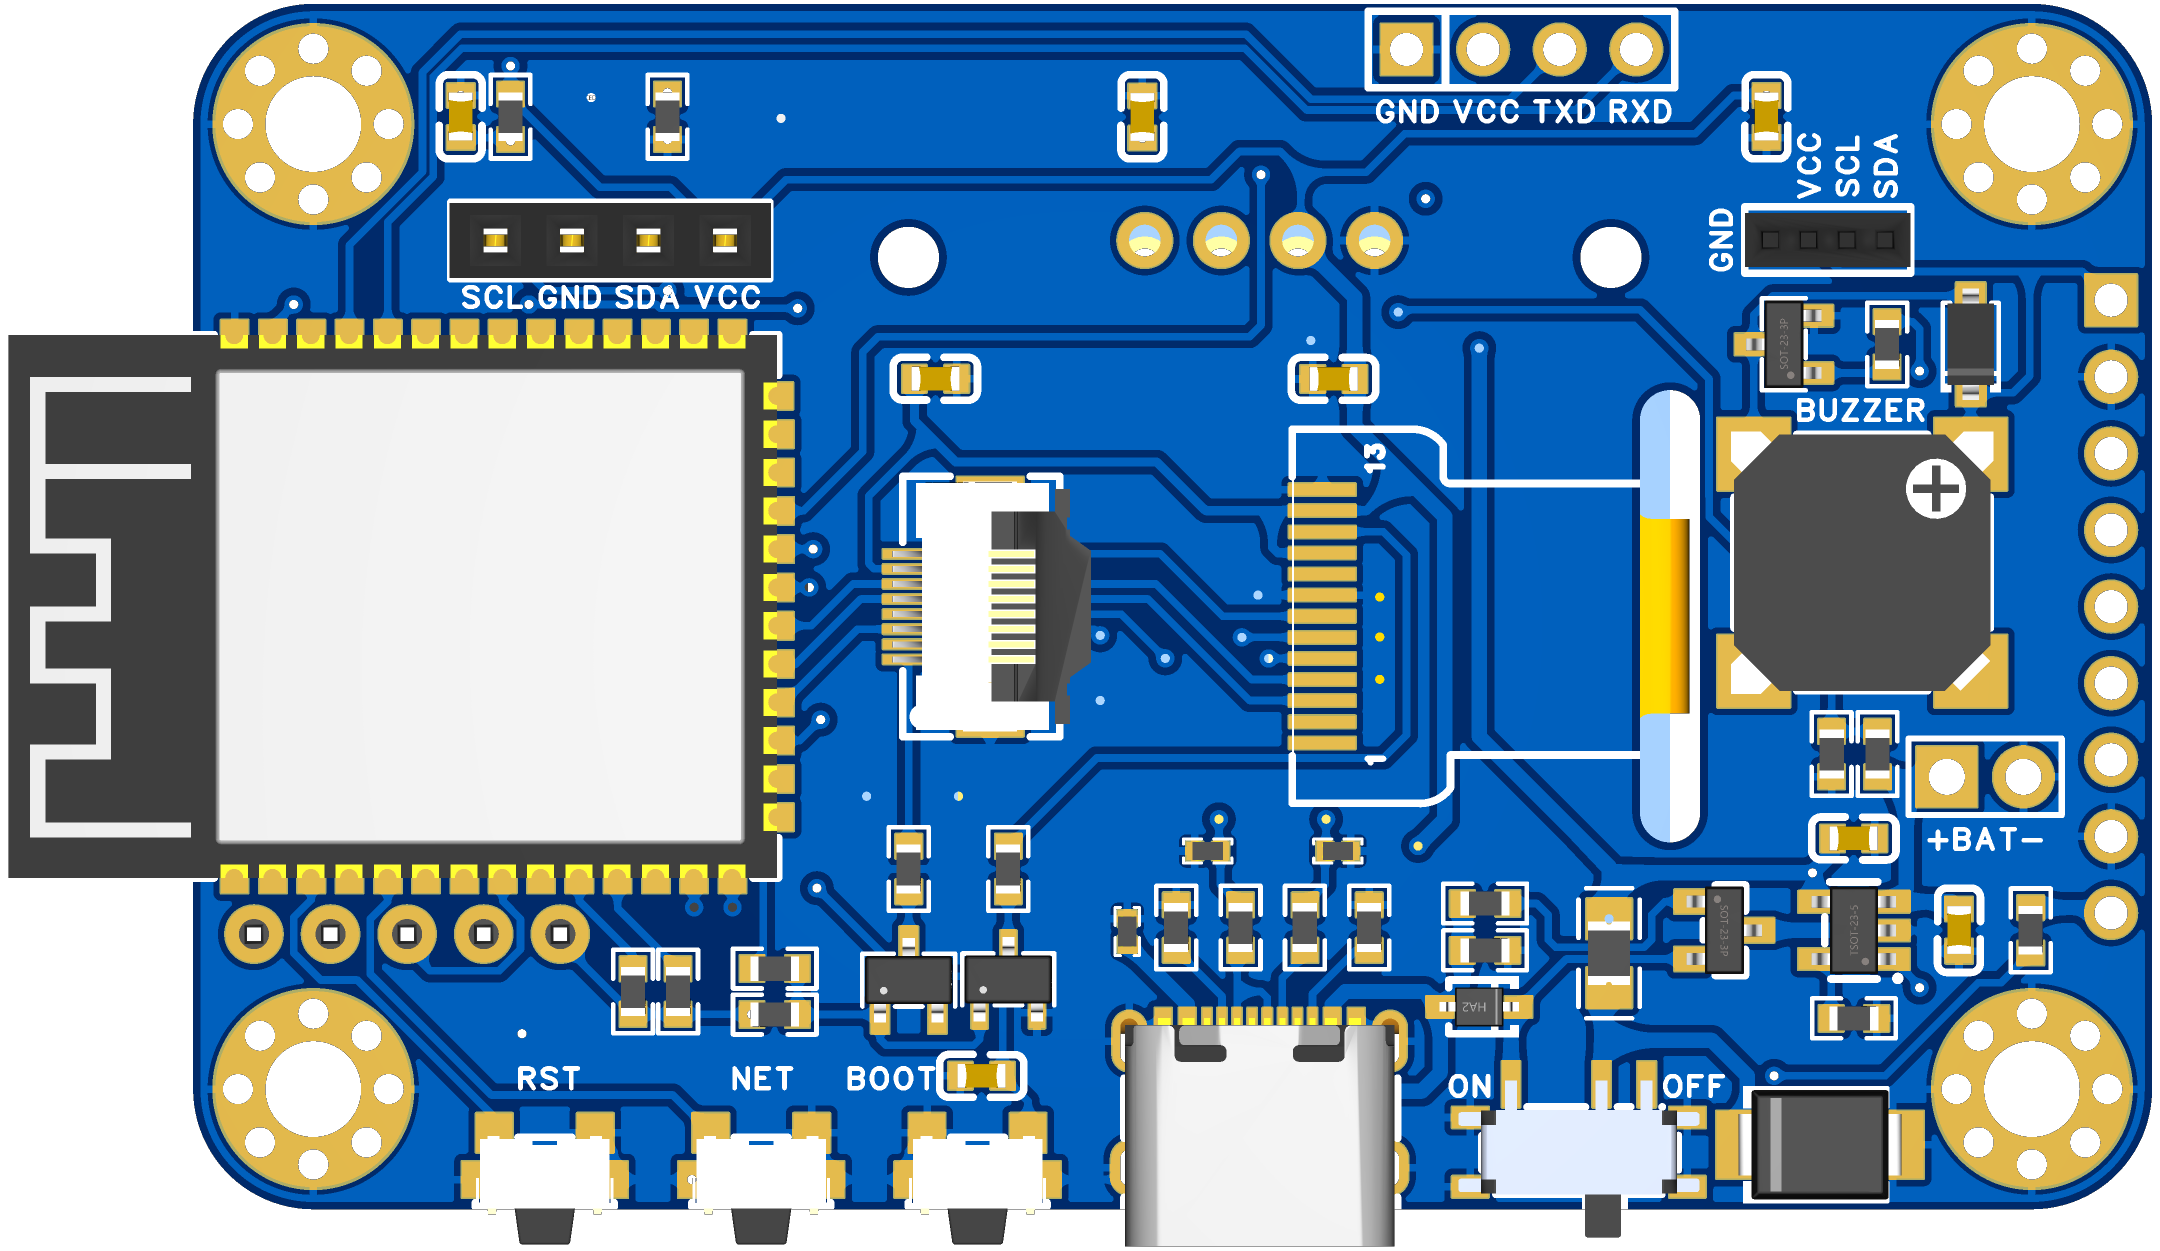 GND VCC TXD RXD
VCC
SCL
SDA
GND
SCL GND SDA VCC
SOT-23-3P
BUZZER
13
1
+BAT-
SOT-23-3P
TSOT-23-5
HA2
RST
NET
BOOT
ON
OFF